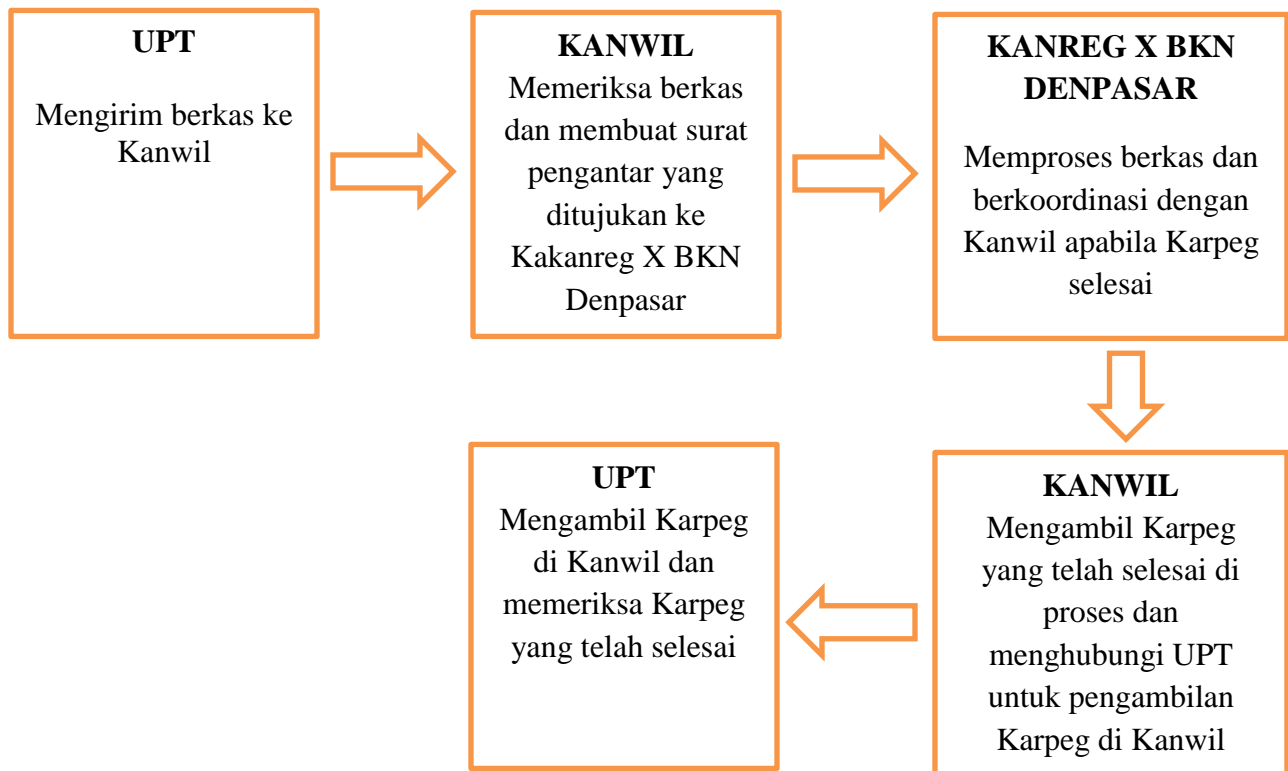 UPT
Mengirim berkas ke
Kanwil
KANWIL
Memeriksa berkas
dan membuat surat
pengantar yang
ditujukan ke
Kakanreg X BKN
Denpasar
KANREG X BKN
DENPASAR
Memproses berkas dan
berkoordinasi dengan
Kanwil apabila Karpeg
selesai
KANWIL
Mengambil Karpeg
yang telah selesai di
proses dan
menghubungi UPT
untuk pengambilan
Karpeg di Kanwil
UPT
Mengambil Karpeg
di Kanwil dan
memeriksa Karpeg
yang telah selesai